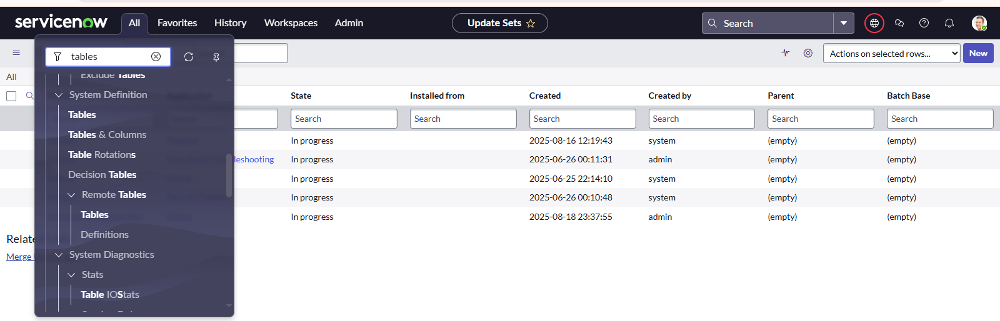 servicenow All Favorites History Workspaces Admin Update Sets Search
tables Actions on selected rows... New
All
Exclude Tables
System Definition State Installed from Created Created by Parent Batch Base
Tables Search Search Search Search Search Search
Tables & Columns
In progress 2025-08-16 12:19:43 system (empty) (empty)
Table Rotations
In progress 2025-06-26 00:11:31 admin (empty) (empty)
Decision Tables
In progress 2025-06-25 22:14:10 system (empty) (empty)
Remote Tables
In progress 2025-06-26 00:10:48 system (empty) (empty)
Tables
In progress 2025-08-18 23:37:55 admin (empty) (empty)
Definitions
Merge
System Diagnostics
Stats
Table IOStats